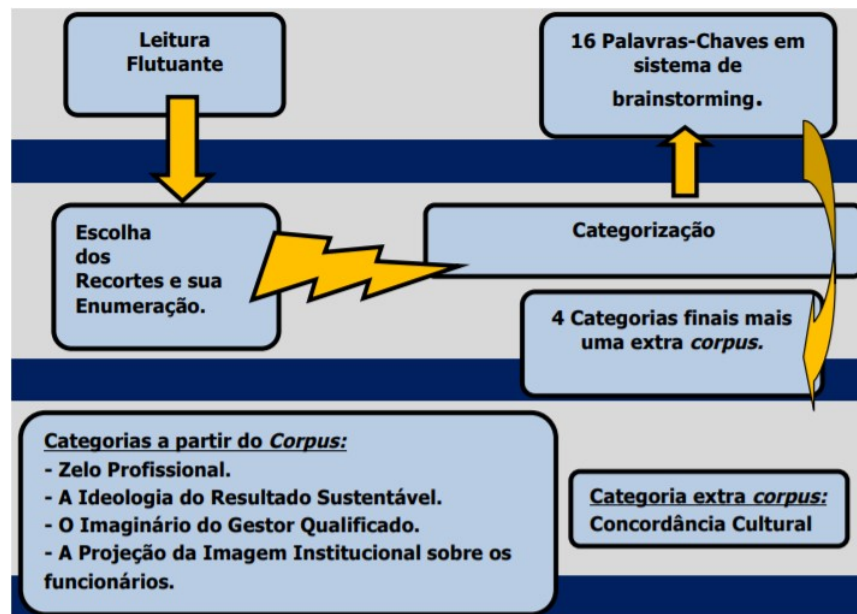 Leitura
Flutuante
16 Palavras-Chaves em
sistema de
brainstorming.
Escolha
dos
Recortes e sua
Enumeração.
Categorização
4 Categorias finais mais
uma extra corpus.
Categorias a partir do Corpus:
- Zelo Profissional.
- A Ideologia do Resultado Sustentável.
- O Imaginário do Gestor Qualificado.
- A Projeção da Imagem Institucional sobre os
funcionários.
Categoria extra corpus:
Concordância Cultural